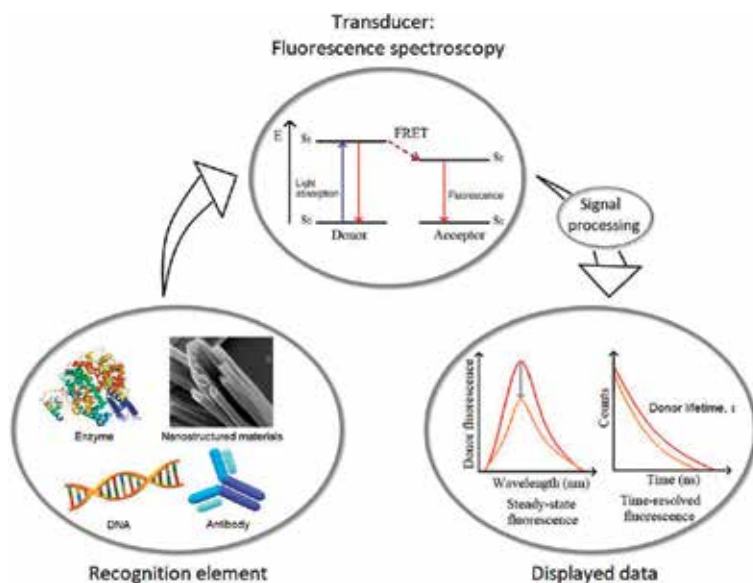 Transducer:
Fluorescence spectroscopy
E
S₁
FRET
Light
absorption
Fluorescence
Donor
Acceptor
Signal
processing
Enzyme
Nanostructured materials
DNA
Antibody
Recognition element
Donor fluorescence
Wavelength (nm)
Steady-state
fluorescence
Counts
Donor lifetime, τ
Time (ns)
Time-resolved
fluorescence
Displayed data